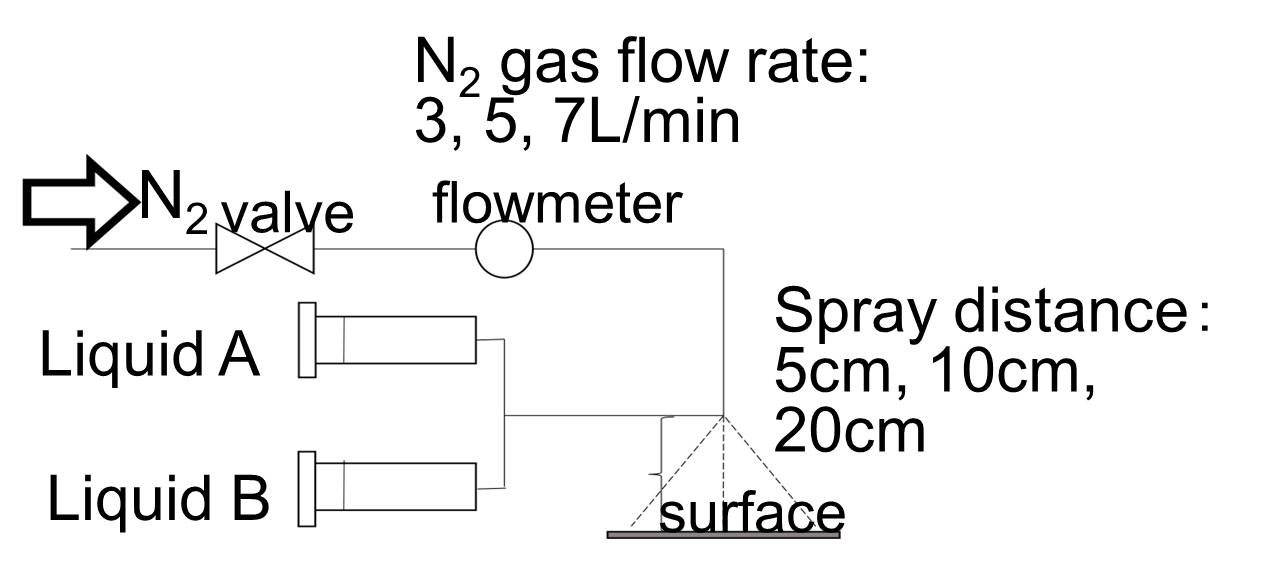 N₂ gas flow rate:
3, 5, 7L/min
N₂
valve
flowmeter
Liquid A
Spray distance:
5cm, 10cm,
20cm
Liquid B
surface